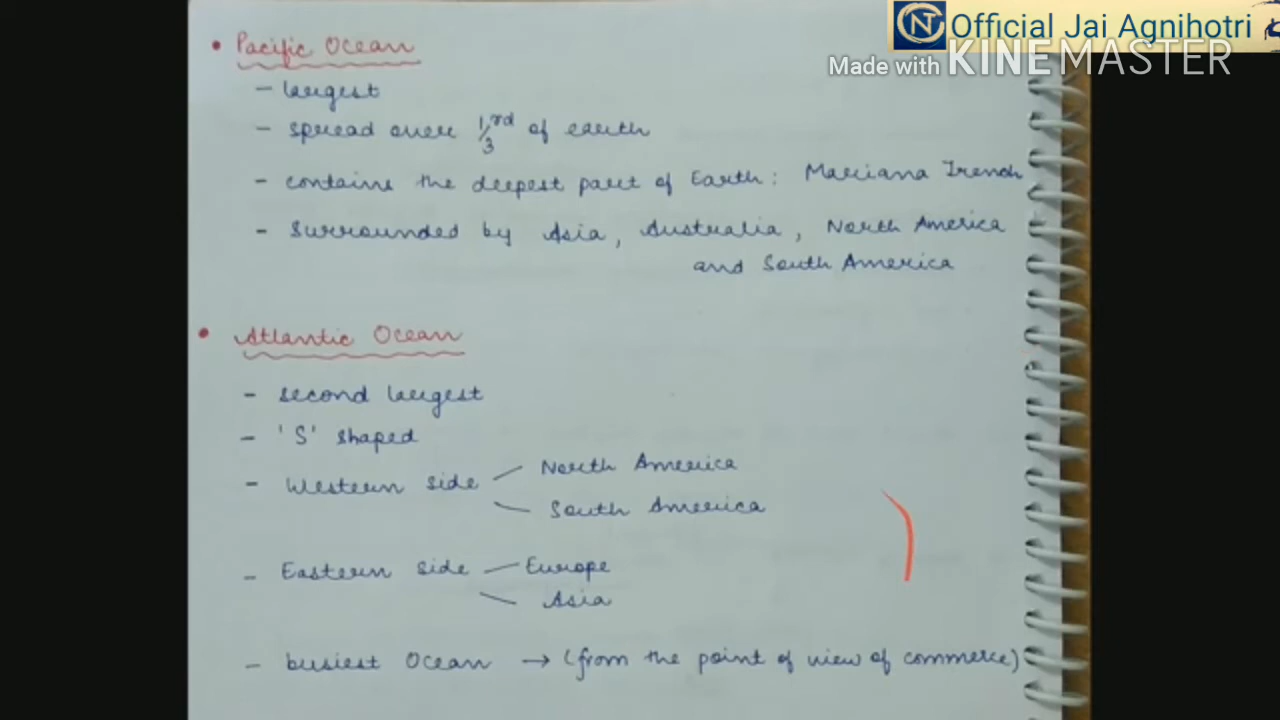 Official Jai Agnihotri
Made with KINEMASTER
• Pacific Ocean
- largest
- spread over 1/3rd of earth
- contains the deepest part of Earth: Mariana Trench
- Surrounded by Asia, Australia, North America
and South America
• Atlantic Ocean
- second largest
- 'S' shaped
- Western side
North America
South America
- Eastern side
Europe
Asia
- busiest Ocean → (from the point of view of commerce)